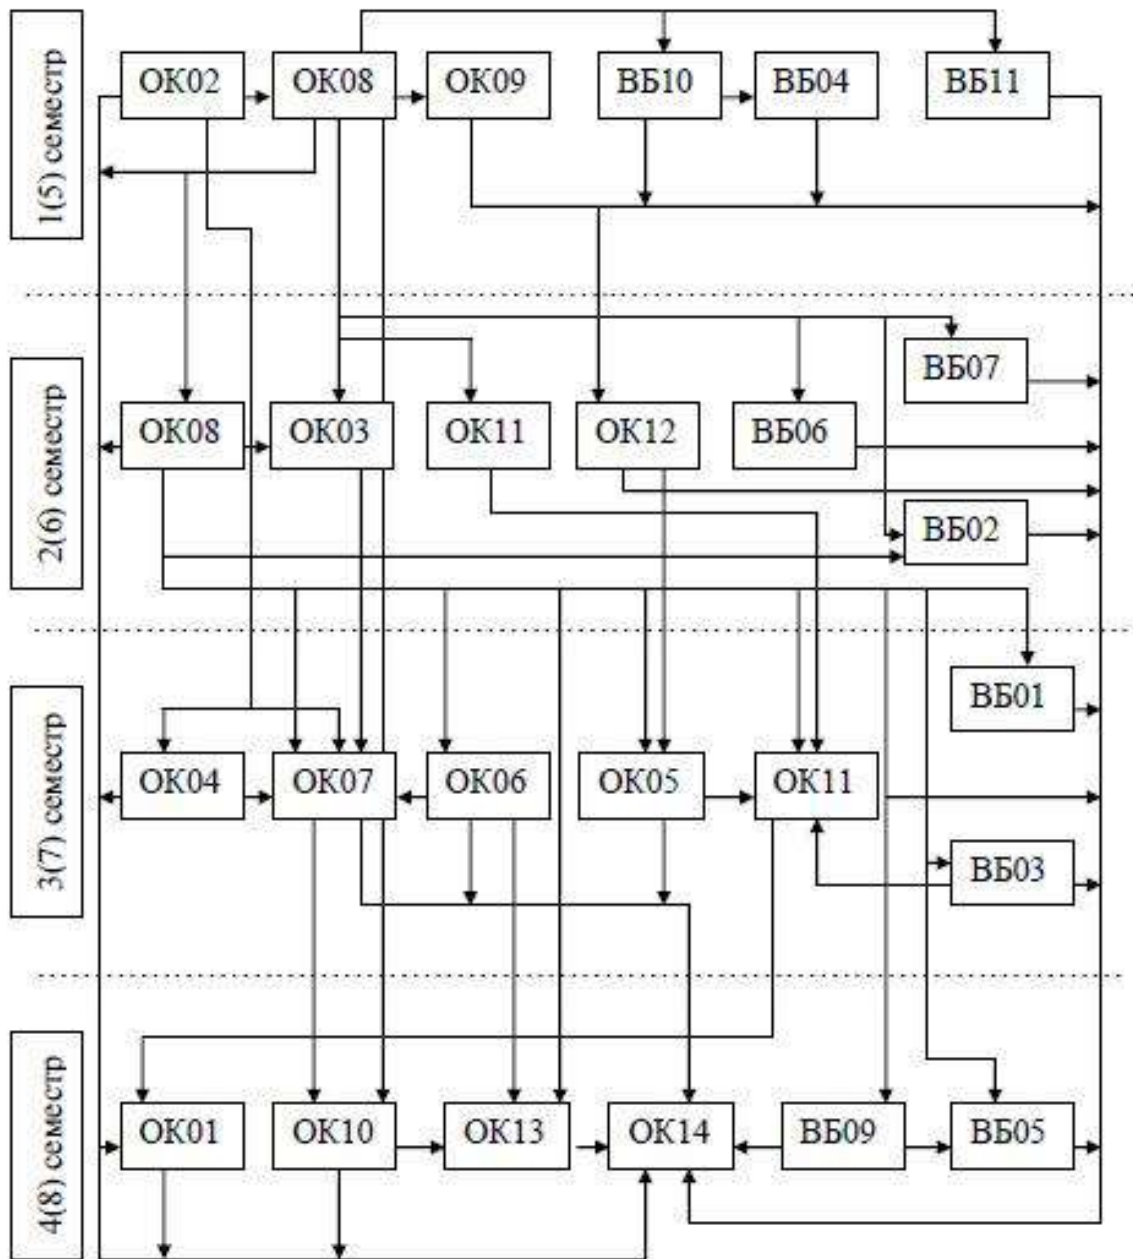 1(5) семестр
ОК02 ОК08 ОК09 ВБ10 ВБ04 ВБ11
2(6) семестр
ВБ07
ОК08 ОК03 ОК11 ОК12 ВБ06
ВБ02
3(7) семестр
ВБ01
ОК04 ОК07 ОК06 ОК05 ОК11
ВБ03
4(8) семестр
ОК01 ОК10 ОК13 ОК14 ВБ09 ВБ05